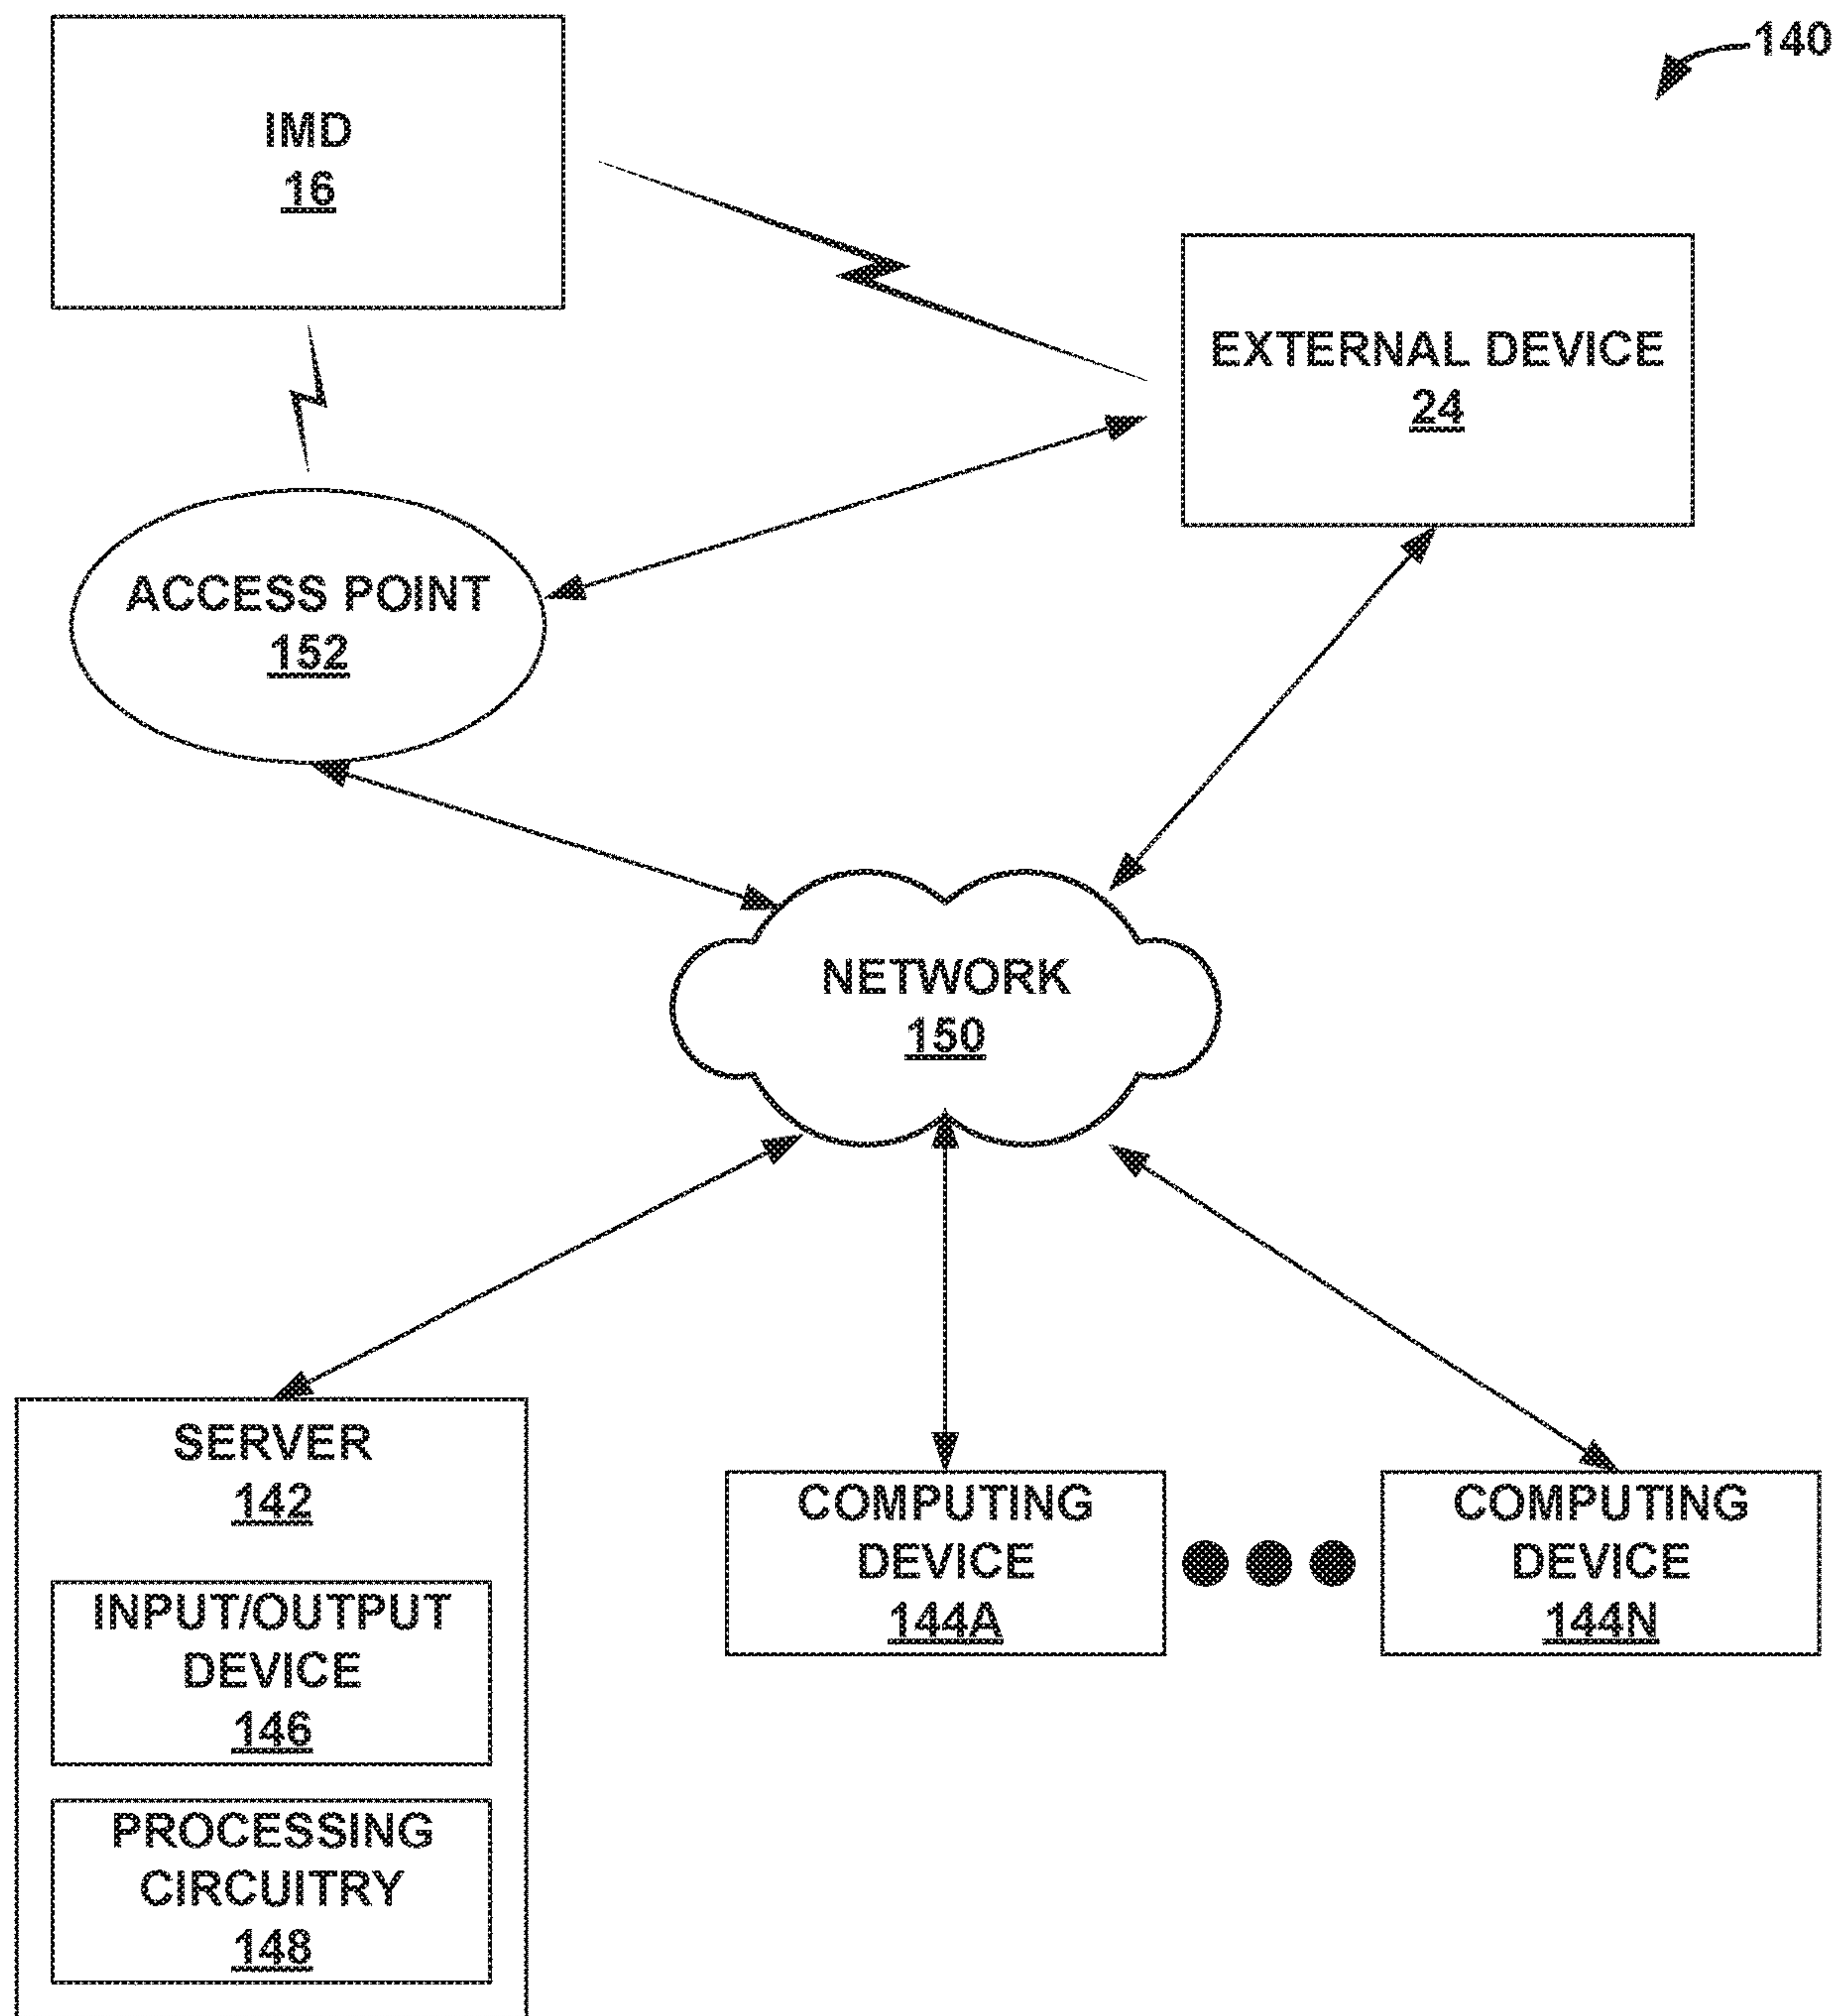 140
IMD
16
EXTERNAL DEVICE
24
ACCESS POINT
152
NETWORK
150
SERVER
142
INPUT/OUTPUT
DEVICE
146
PROCESSING
CIRCUITRY
148
COMPUTING
DEVICE
144A
COMPUTING
DEVICE
144N